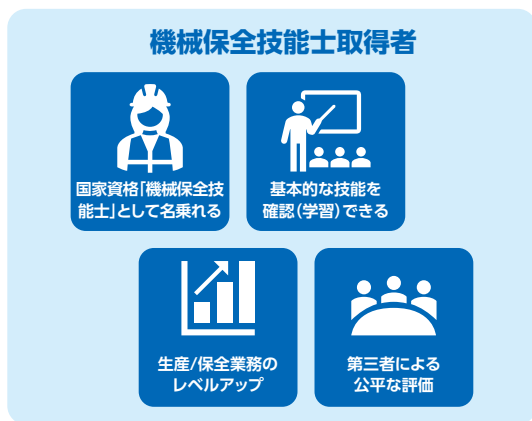 機械保全技能士取得者
国家資格｢機械保全技
能士｣として名乗れる
基本的な技能を
確認(学習)できる
生産/保全業務の
レベルアップ
第三者による
公平な評価